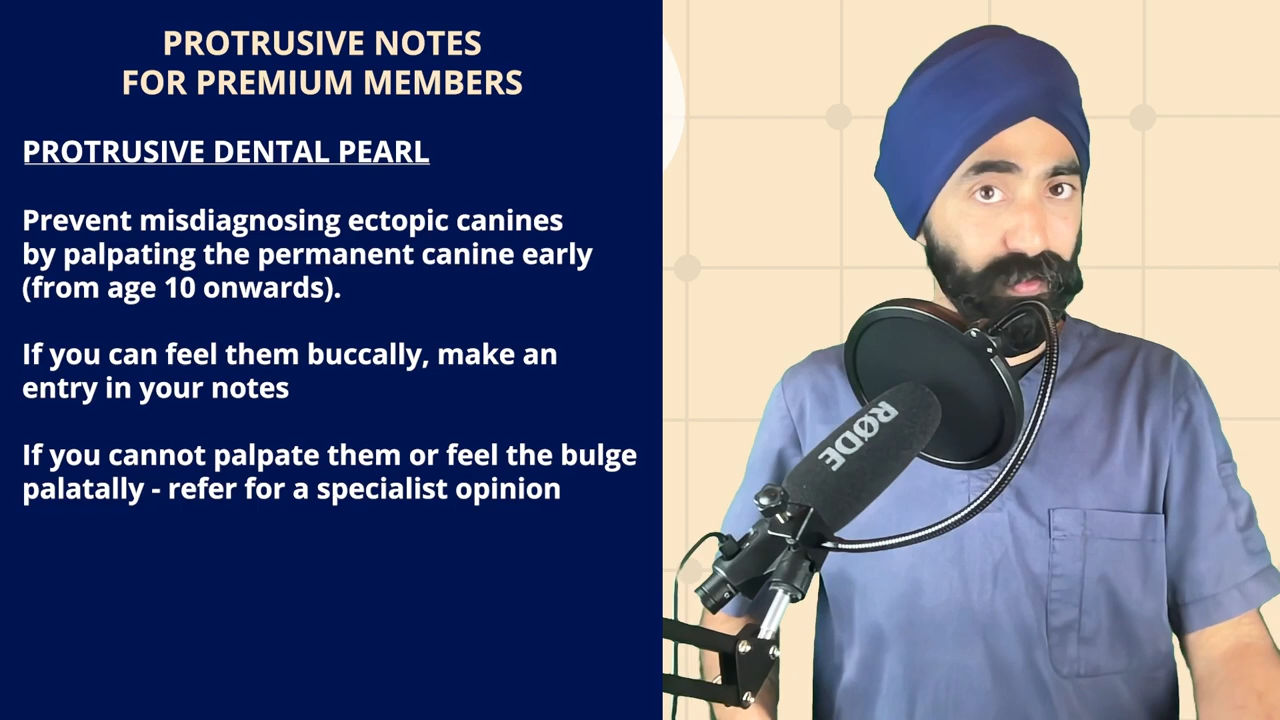 PROTRUSIVE NOTES
FOR PREMIUM MEMBERS
PROTRUSIVE DENTAL PEARL
Prevent misdiagnosing ectopic canines
by palpating the permanent canine early
(from age 10 onwards).
If you can feel them buccally, make an
entry in your notes
If you cannot palpate them or feel the bulge
palatally - refer for a specialist opinion
RØDE